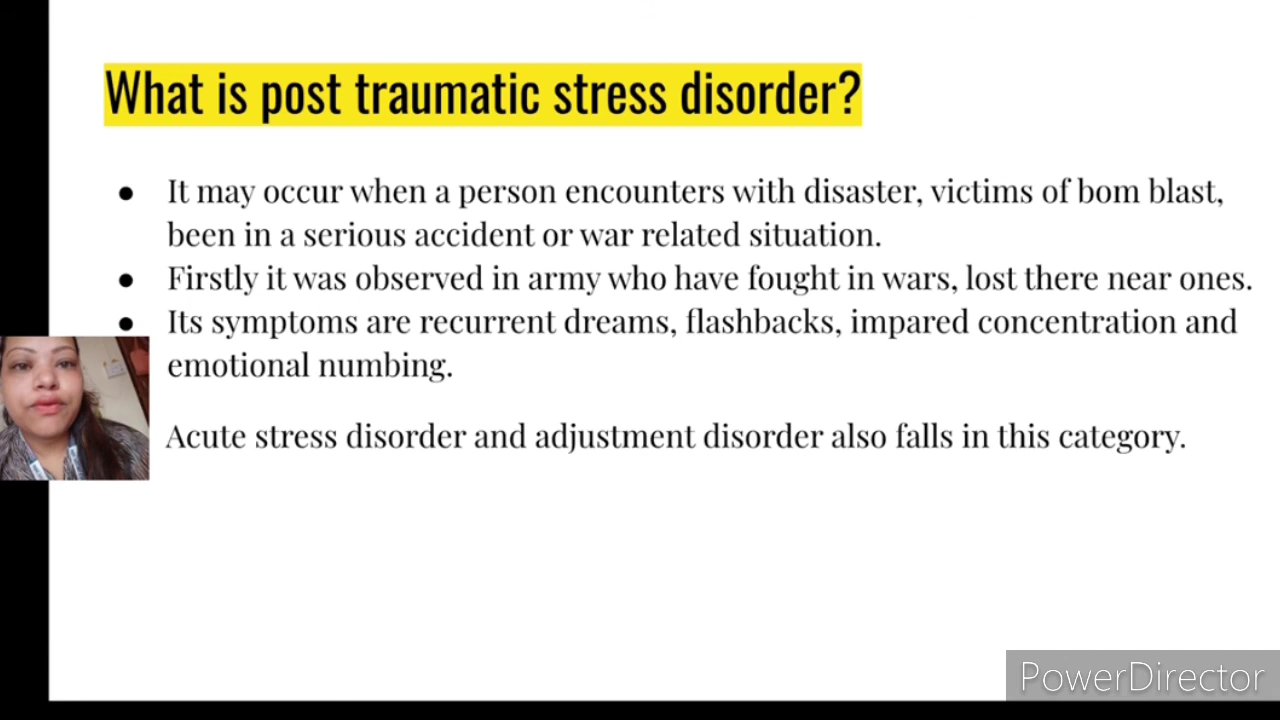 What is post traumatic stress disorder?
● It may occur when a person encounters with disaster, victims of bom blast,
been in a serious accident or war related situation.
● Firstly it was observed in army who have fought in wars, lost there near ones.
● Its symptoms are recurrent dreams, flashbacks, impared concentration and
emotional numbing.
Acute stress disorder and adjustment disorder also falls in this category.
PowerDirector